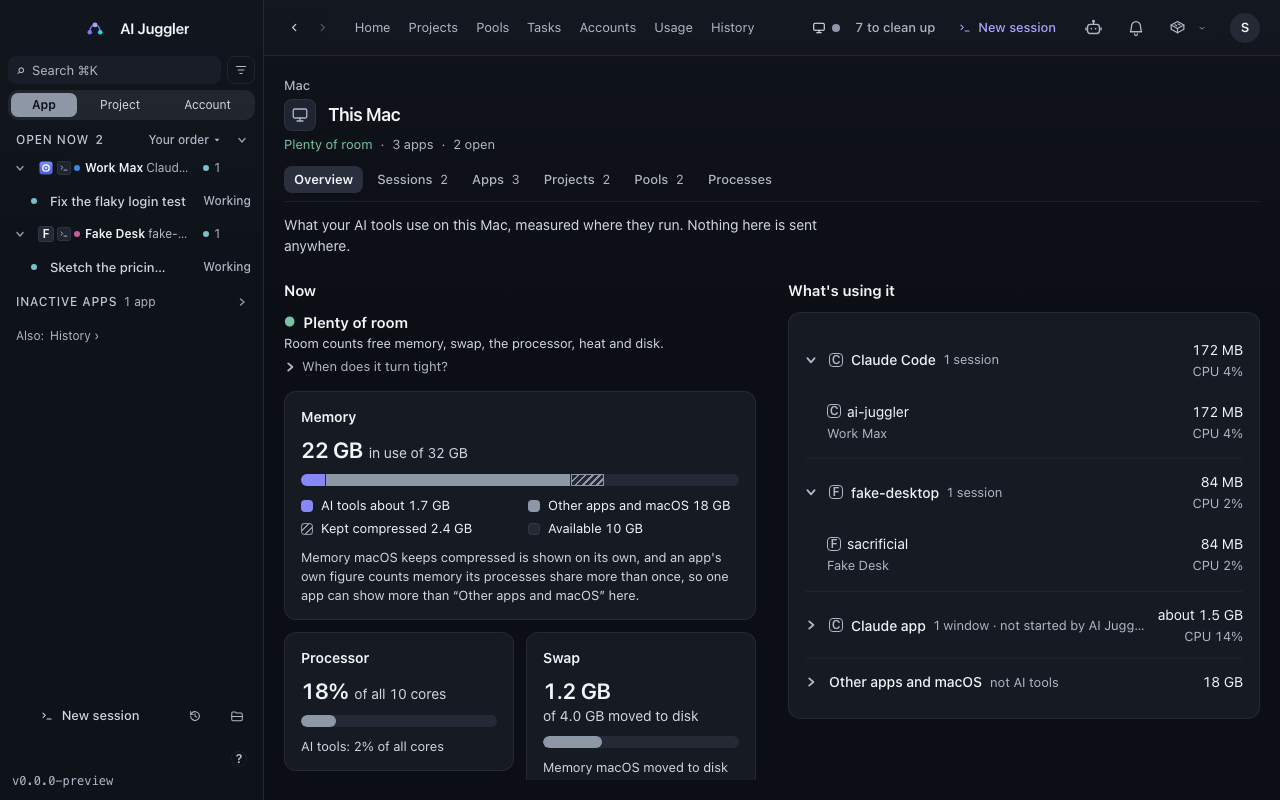 AI Juggler
Search ⌘K
App Project Account
OPEN NOW 2 Your order
Work Max Claud... 1
Fix the flaky login test Working
F Fake Desk fake-... 1
Sketch the pricin... Working
INACTIVE APPS 1 app
Also: History ›
New session
?
v0.0.0-preview
Home Projects Pools Tasks Accounts Usage History 7 to clean up New session S
Mac
This Mac
Plenty of room · 3 apps · 2 open
Overview Sessions 2 Apps 3 Projects 2 Pools 2 Processes
What your AI tools use on this Mac, measured where they run. Nothing here is sent
anywhere.
Now
Plenty of room
Room counts free memory, swap, the processor, heat and disk.
When does it turn tight?
Memory
22 GB in use of 32 GB
AI tools about 1.7 GB Other apps and macOS 18 GB
Kept compressed 2.4 GB Available 10 GB
Memory macOS keeps compressed is shown on its own, and an app's
own figure counts memory its processes share more than once, so one
app can show more than “Other apps and macOS” here.
Processor
18% of all 10 cores
AI tools: 2% of all cores
Swap
1.2 GB
of 4.0 GB moved to disk
Memory macOS moved to disk
What's using it
C Claude Code 1 session 172 MB
CPU 4%
C ai-juggler 172 MB
Work Max CPU 4%
F fake-desktop 1 session 84 MB
CPU 2%
F sacrificial 84 MB
Fake Desk CPU 2%
C Claude app 1 window · not started by AI Jugg... about 1.5 GB
CPU 14%
Other apps and macOS not AI tools 18 GB